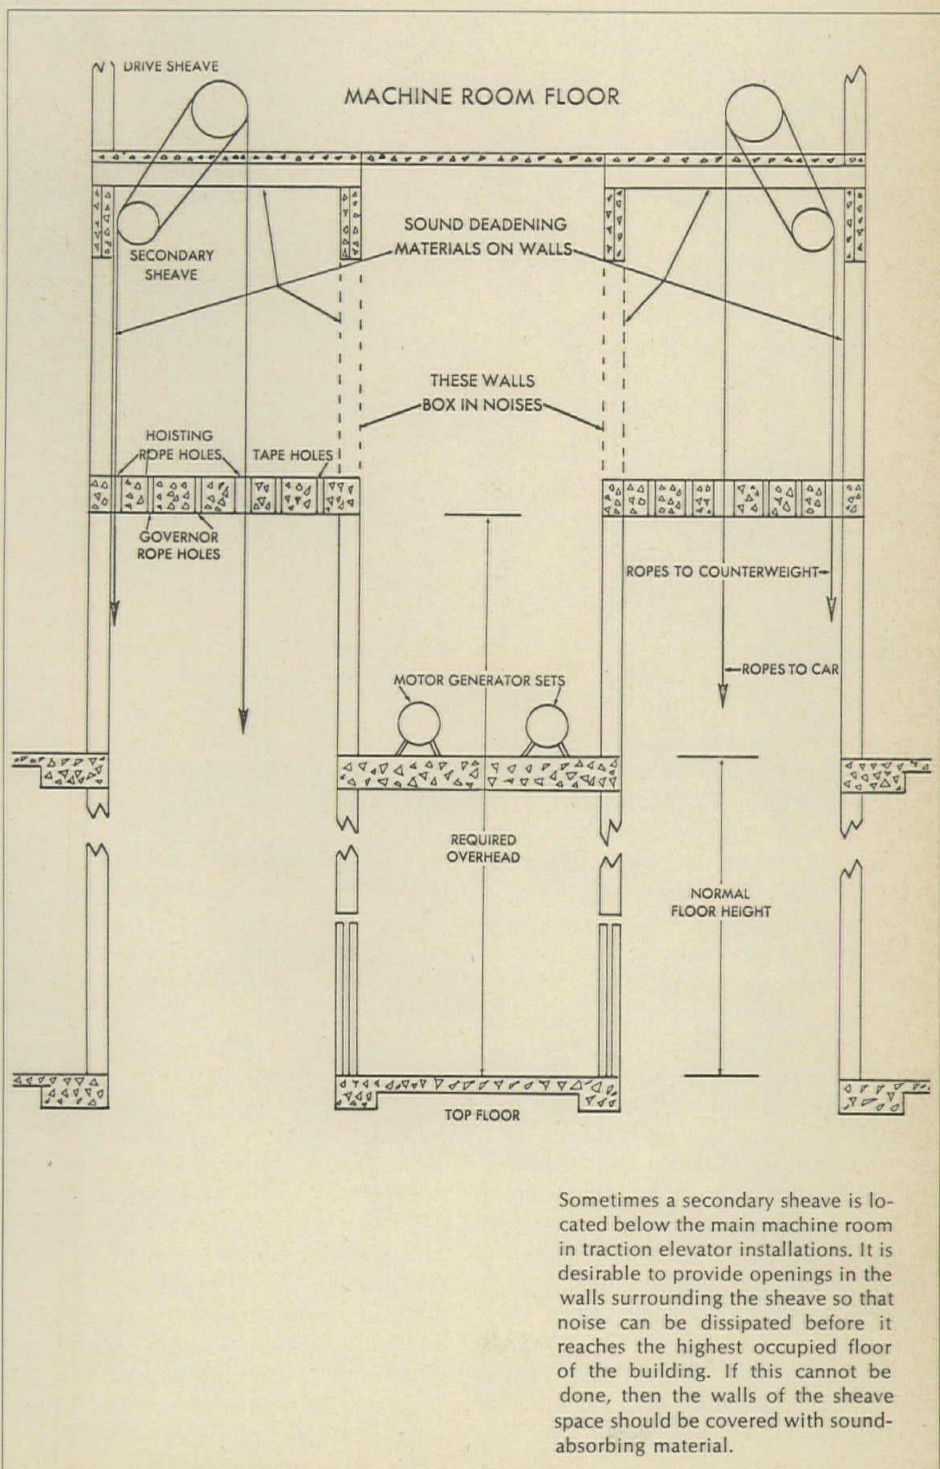 DRIVE SHEAVE
MACHINE ROOM FLOOR
SOUND DEADENING
MATERIALS ON WALLS
SECONDARY
SHEAVE
THESE WALLS
BOX IN NOISES
HOISTING
ROPE HOLES
TAPE HOLES
GOVERNOR
ROPE HOLES
ROPES TO COUNTERWEIGHT
ROPES TO CAR
MOTOR GENERATOR SETS
REQUIRED
OVERHEAD
NORMAL
FLOOR HEIGHT
TOP FLOOR
Sometimes a secondary sheave is lo-
cated below the main machine room
in traction elevator installations. It is
desirable to provide openings in the
walls surrounding the sheave so that
noise can be dissipated before it
reaches the highest occupied floor
of the building. If this cannot be
done, then the walls of the sheave
space should be covered with sound-
absorbing material.